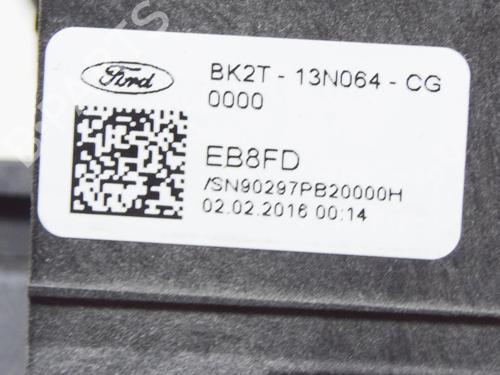 Ford
BK2T - 13N064 - CG
0000
EB8FD
/SN90297PB20000H
02.02.2016 00:14